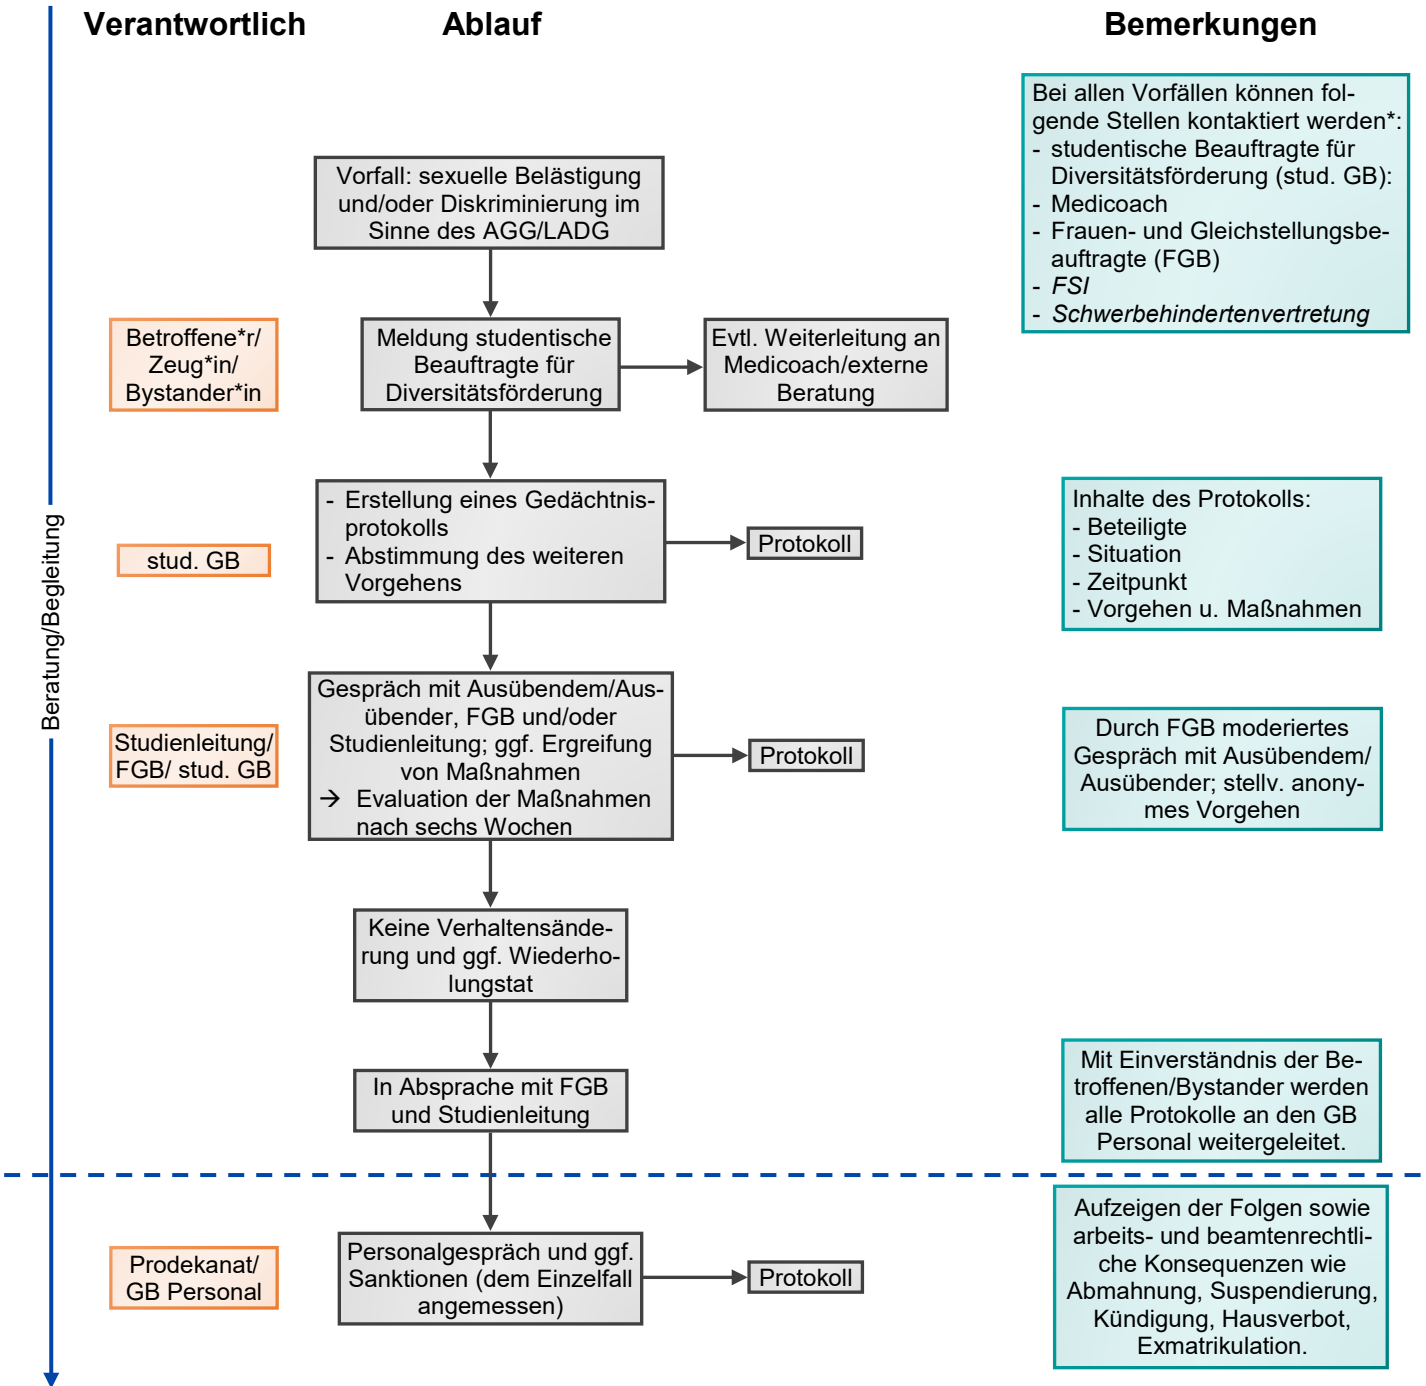 Verantwortlich
Ablauf
Bemerkungen
Bei allen Vorfällen können fol-
gende Stellen kontaktiert werden*:
- studentische Beauftragte für
Diversitätsförderung (stud. GB):
- Medicoach
- Frauen- und Gleichstellungsbe-
auftragte (FGB)
- FSI
- Schwerbehindertenvertretung
Vorfall: sexuelle Belästigung
und/oder Diskriminierung im
Sinne des AGG/LADG
Betroffene*r/
Zeug*in/
Bystander*in
Meldung studentische
Beauftragte für
Diversitätsförderung
Evtl. Weiterleitung an
Medicoach/externe
Beratung
Beratung/Begleitung
stud. GB
- Erstellung eines Gedächtnis-
protokolls
- Abstimmung des weiteren
Vorgehens
Protokoll
Inhalte des Protokolls:
- Beteiligte
- Situation
- Zeitpunkt
- Vorgehen u. Maßnahmen
Studienleitung/
FGB/ stud. GB
Gespräch mit Ausübendem/Aus-
übender, FGB und/oder
Studienleitung; ggf. Ergreifung
von Maßnahmen
→ Evaluation der Maßnahmen
nach sechs Wochen
Protokoll
Durch FGB moderiertes
Gespräch mit Ausübendem/
Ausübender; stellv. anony-
mes Vorgehen
Keine Verhaltensände-
rung und ggf. Wiederho-
lungstat
In Absprache mit FGB
und Studienleitung
Mit Einverständnis der Be-
troffenen/Bystander werden
alle Protokolle an den GB
Personal weitergeleitet.
Prodekanat/
GB Personal
Personalgespräch und ggf.
Sanktionen (dem Einzelfall
angemessen)
Protokoll
Aufzeigen der Folgen sowie
arbeits- und beamtenrechtli-
che Konsequenzen wie
Abmahnung, Suspendierung,
Kündigung, Hausverbot,
Exmatrikulation.